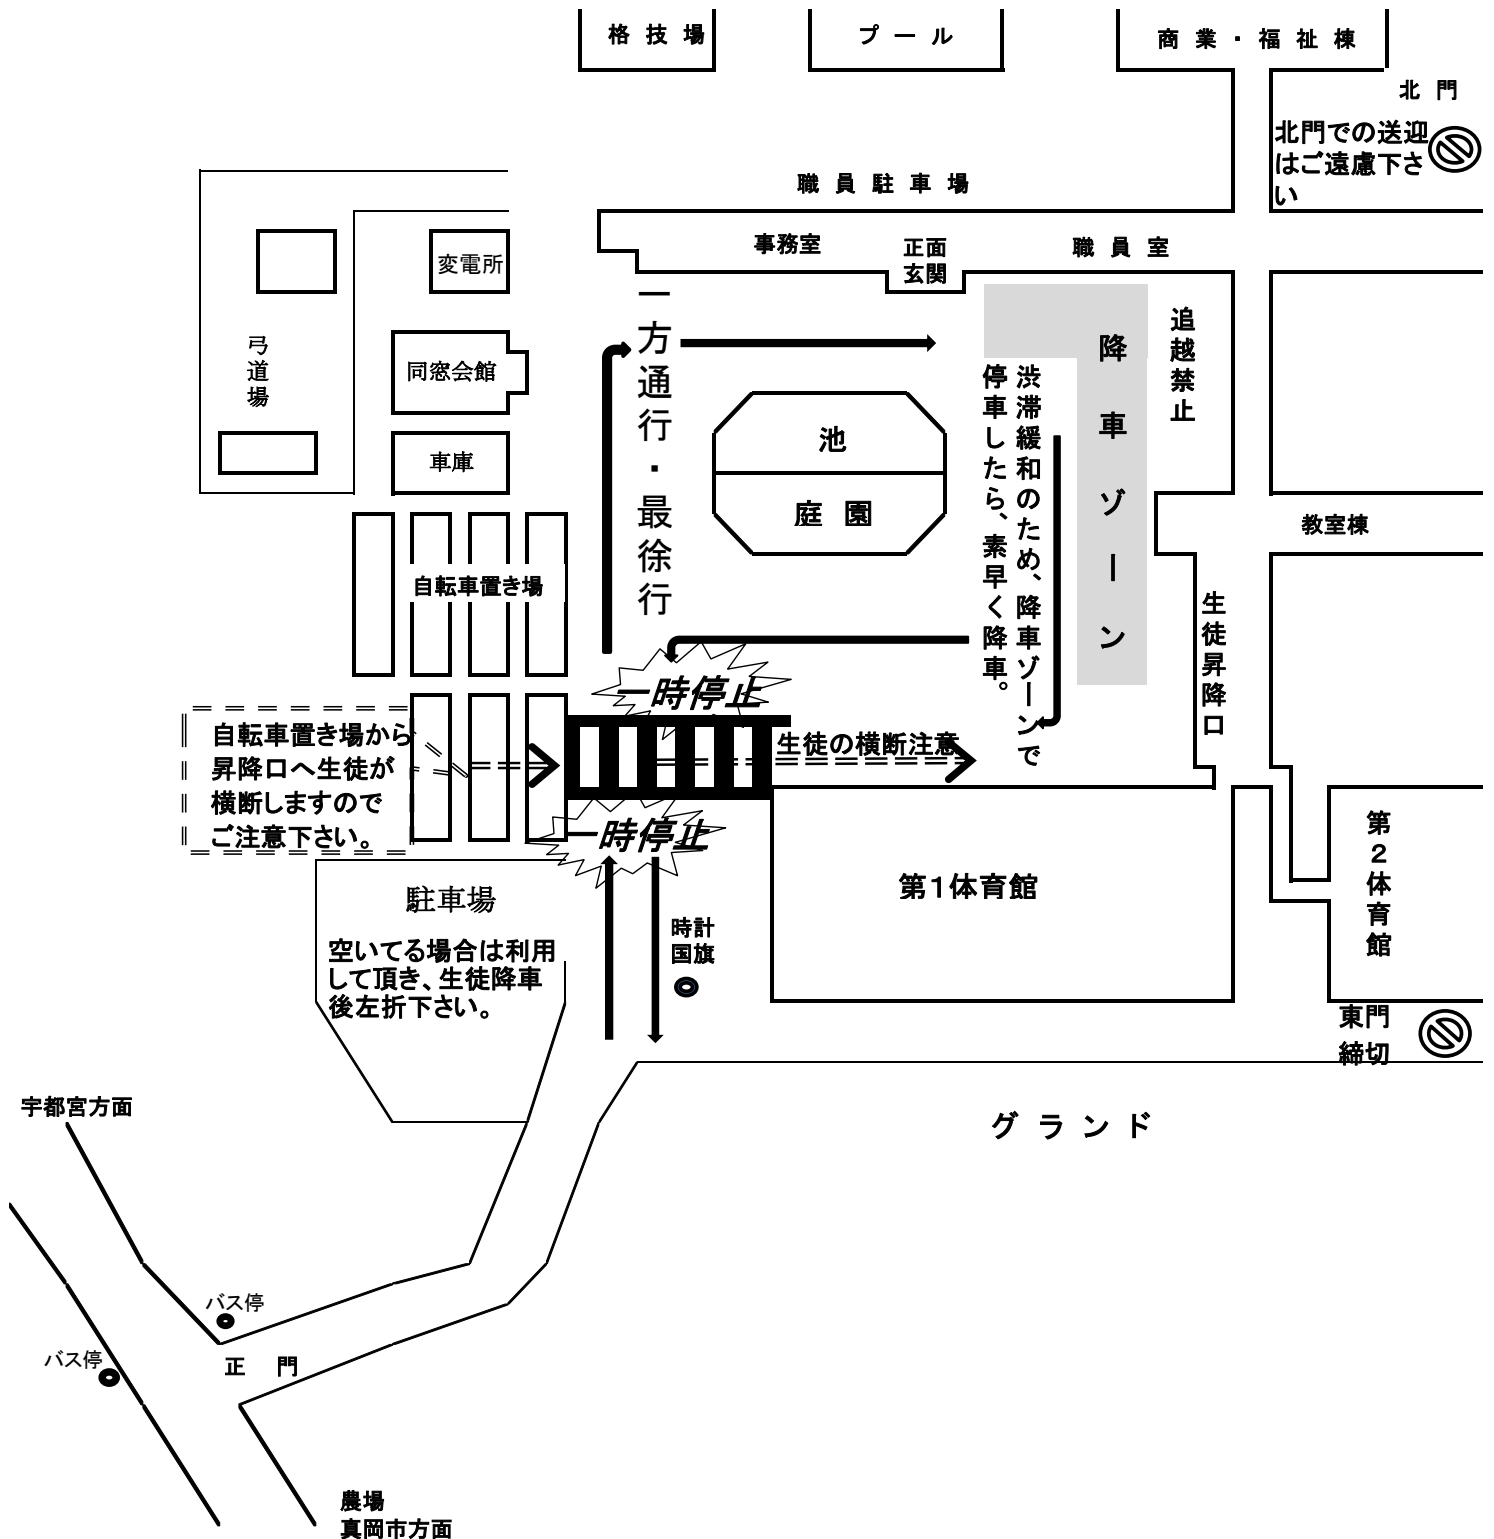 格技場
プール
商業・福祉棟
北門
北門での送迎
はご遠慮下さ
い
職員駐車場
事務室
正面
玄関
職員室
変電所
弓道場
同窓会館
車庫
一方通行・最徐行
池
庭園
降車ゾーン
追越禁止
渋滞緩和のため、降車ゾーンで
停車したら、素早く降車。
教室棟
自転車置き場
生徒昇降口
一時停止
自転車置き場から
昇降口へ生徒が
横断しますので
ご注意下さい。
生徒の横断注意
一時停止
第1体育館
第2体育館
駐車場
空いてる場合は利用
して頂き、生徒降車
後左折下さい。
時計
国旗
東門
締切
グランド
宇都宮方面
バス停
バス停
正門
農場
真岡市方面